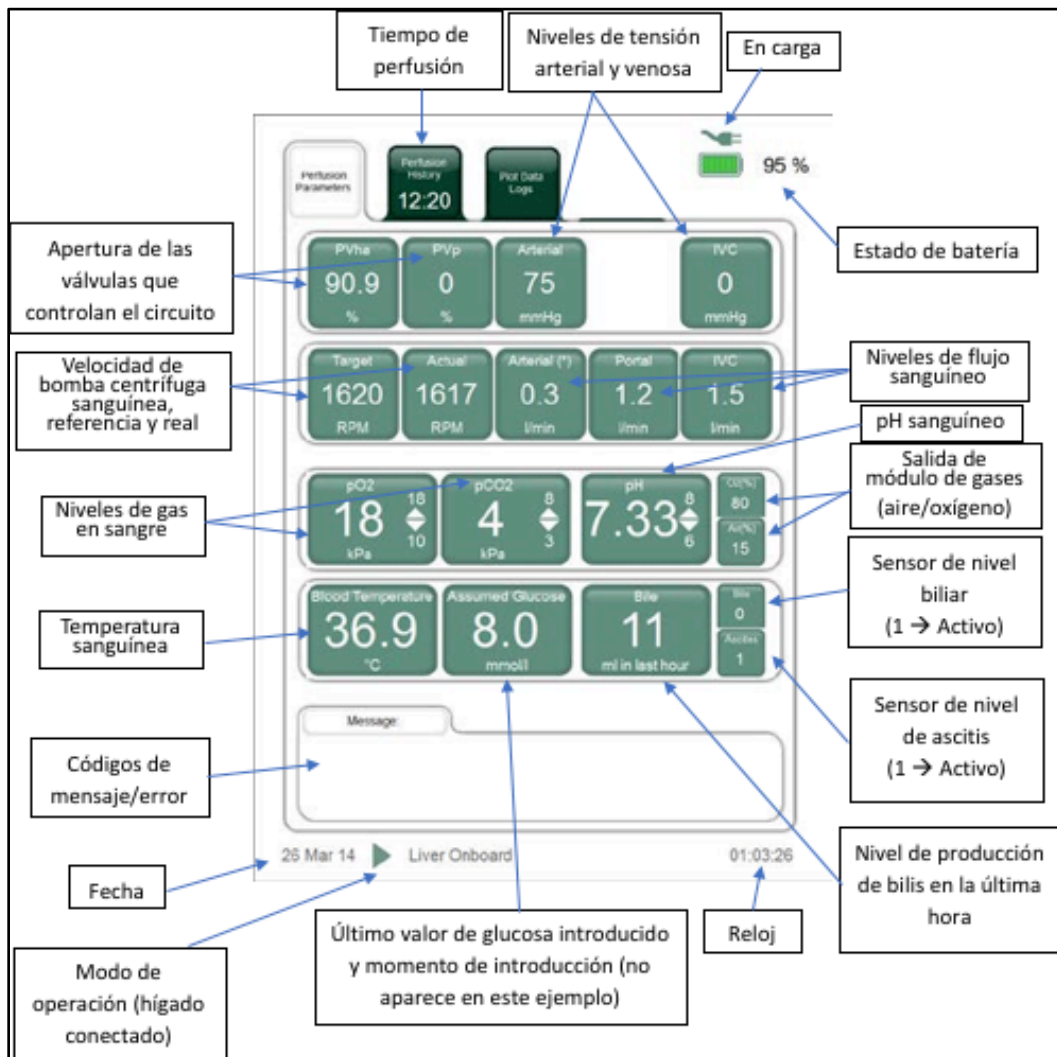 Tiempo de
perfusión
Niveles de tensión
arterial y venosa
En carga
Perfusion
Parameters
Perfusion
History
12:20
Plot Data
Logs
95 %
Estado de batería
Apertura de las
válvulas que
controlan el circuito
PVha
90.9
%
PVp
0
%
Arterial
75
mmHg
IVC
0
mmHg
Velocidad de
bomba centrífuga
sanguínea,
referencia y real
Target
1620
RPM
Actual
1617
RPM
Arterial (*)
0.3
l/min
Portal
1.2
l/min
IVC
1.5
l/min
Niveles de flujo
sanguíneo
pH sanguíneo
Niveles de gas
en sangre
pO2
18
18
10
kPa
pCO2
4
8
3
kPa
pH
7.33
8
6
O2(%)
80
Air(%)
15
Salida de
módulo de gases
(aire/oxígeno)
Temperatura
sanguínea
Blood Temperature
36.9
°C
Assumed Glucose
8.0
mmol/l
Bile
11
ml in last hour
Bile
0
Ascites
1
Sensor de nivel
biliar
(1 → Activo)
Sensor de nivel
de ascitis
(1 → Activo)
Message:
Códigos de
mensaje/error
26 Mar 14
Liver Onboard
01:03:26
Fecha
Modo de
operación (hígado
conectado)
Último valor de glucosa introducido
y momento de introducción (no
aparece en este ejemplo)
Reloj
Nivel de producción
de bilis en la última
hora